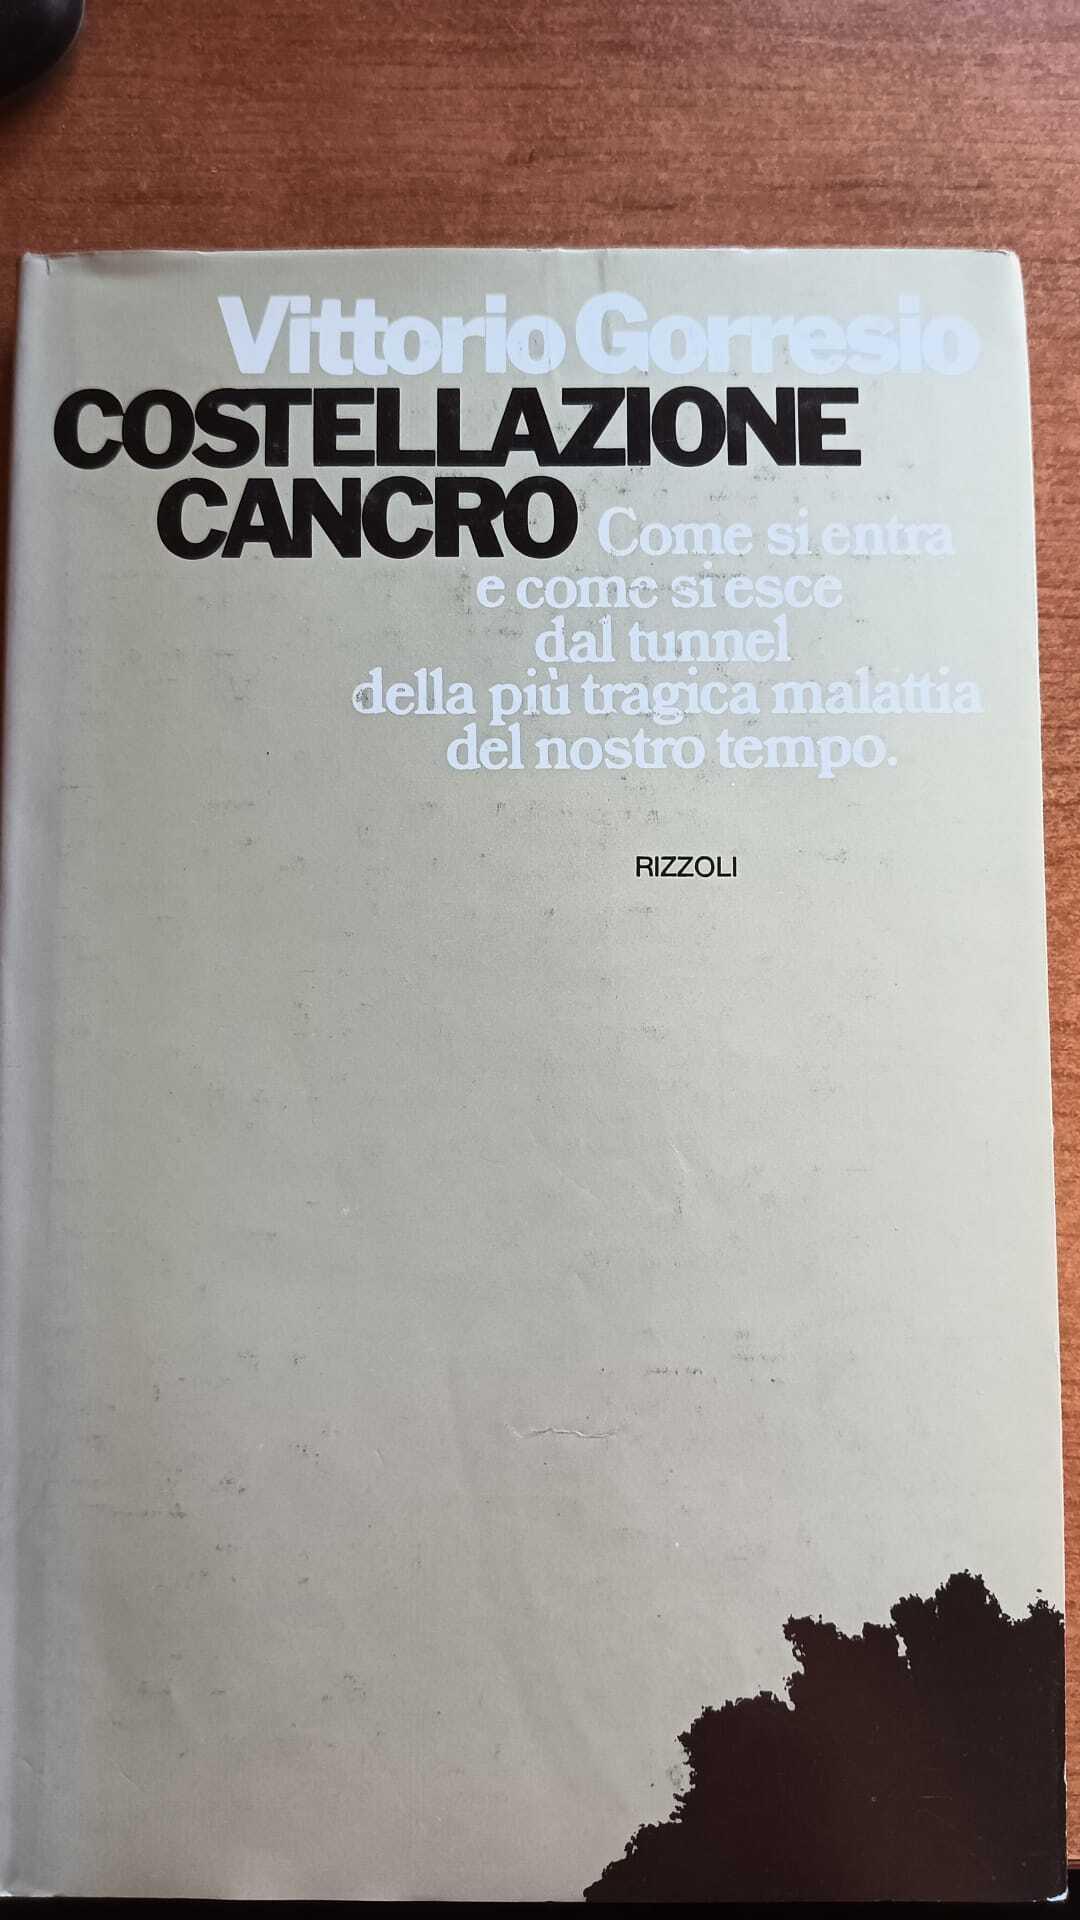 Vittorio Gorresio
COSTELLAZIONE
CANCRO Come si entra
e come si esce
dal tunnel
della più tragica malattia
del nostro tempo.
RIZZOLI